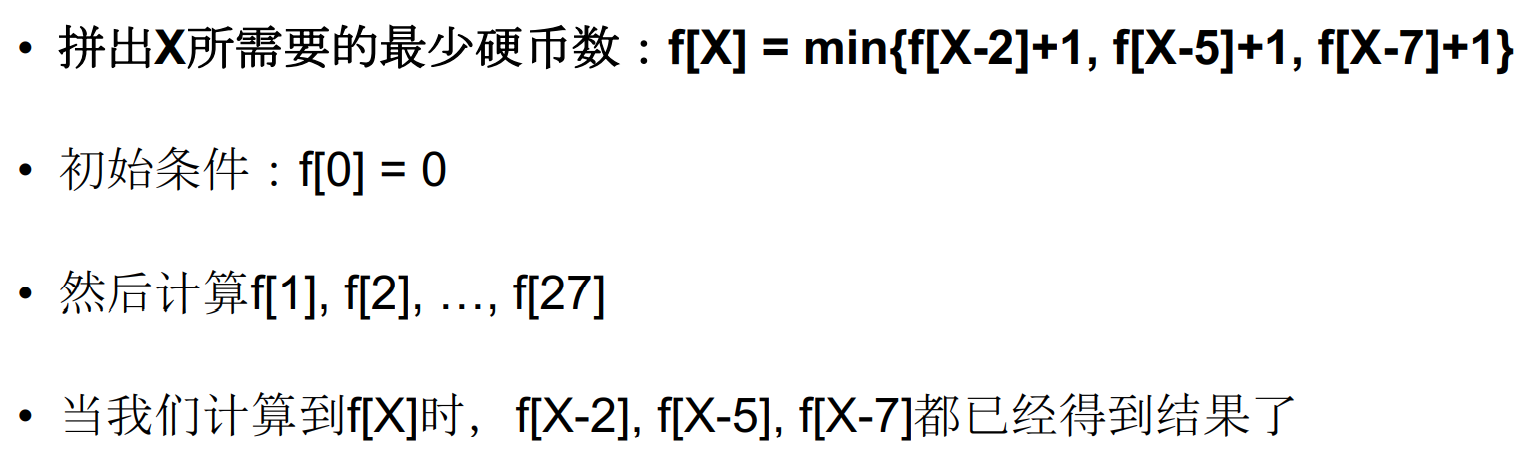 • 拼出X所需要的最少硬币数：f[X] = min{f[X-2]+1, f[X-5]+1, f[X-7]+1}
• 初始条件：f[0] = 0
• 然后计算f[1], f[2], …, f[27]
• 当我们计算到f[X]时，f[X-2], f[X-5], f[X-7]都已经得到结果了